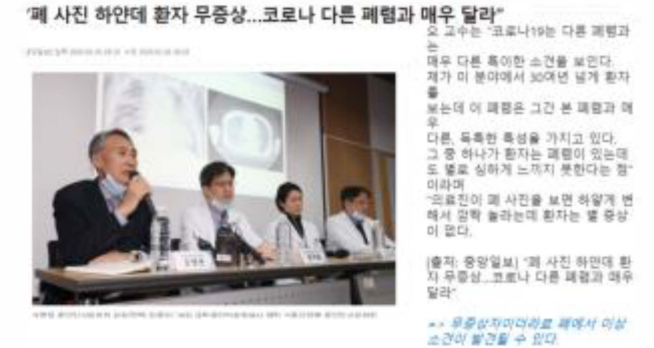 '폐 사진 하얀데 환자 무증상...코로나 다른 폐렴과 매우 달라"
오 교수는 "코로나19는 다른 폐렴과
는
매우 다른 특이한 소견을 보인다.
제가 이 분야에서 30여년 넘게 환자
를
보는데 이 폐렴은 그간 본 폐렴과 매
우
다른, 독특한 특성을 가지고 있다.
그 중 하나가 환자는 폐렴이 있는데
도 별로 심하게 느끼지 못한다는 점"
이라며
"의료진이 폐 사진을 보면 하얗게 변
해서 깜짝 놀라는데 환자는 별 증상
이 없다.
[출처: 중앙일보] "폐 사진 하얀데 환
자 무증상...코로나 다른 폐렴과 매우
달라"
=> 무증상자이더라도 폐에서 이상
소견이 발견될 수 있다.